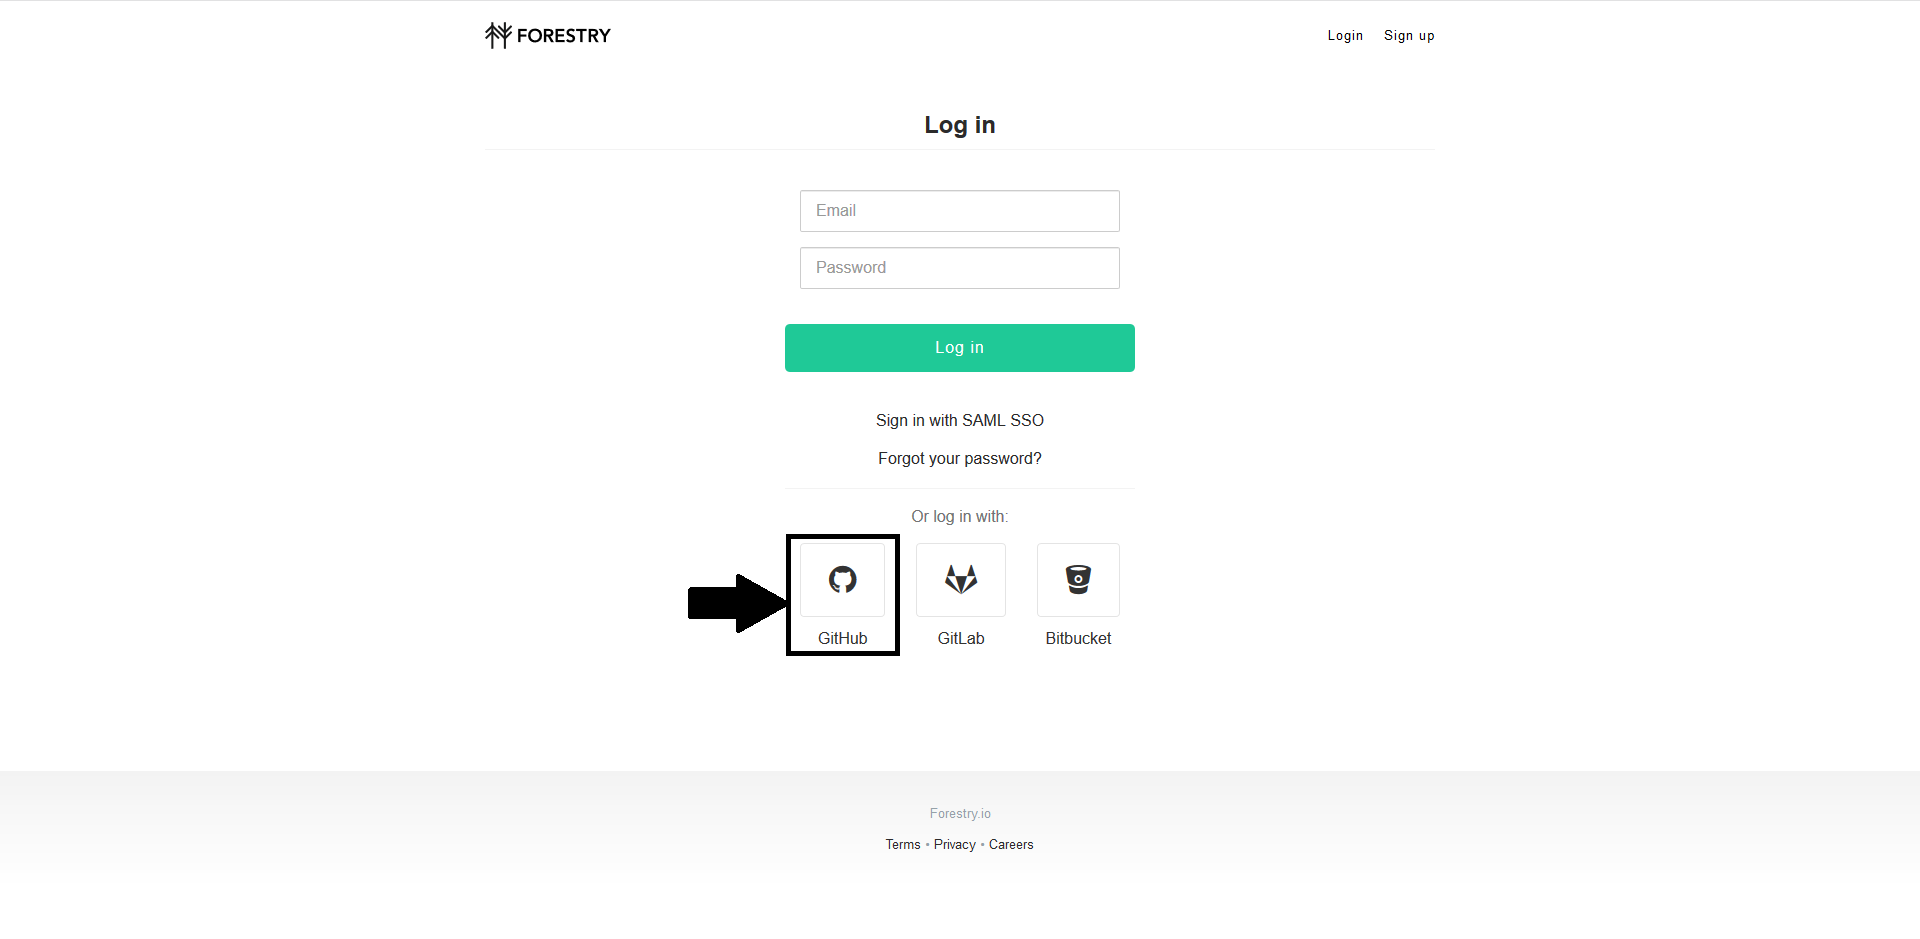 FORESTRY
Login Sign up
Log in
Email
Password
Log in
Sign in with SAML SSO
Forgot your password?
Or log in with:
GitHub GitLab Bitbucket
Forestry.io
Terms • Privacy • Careers